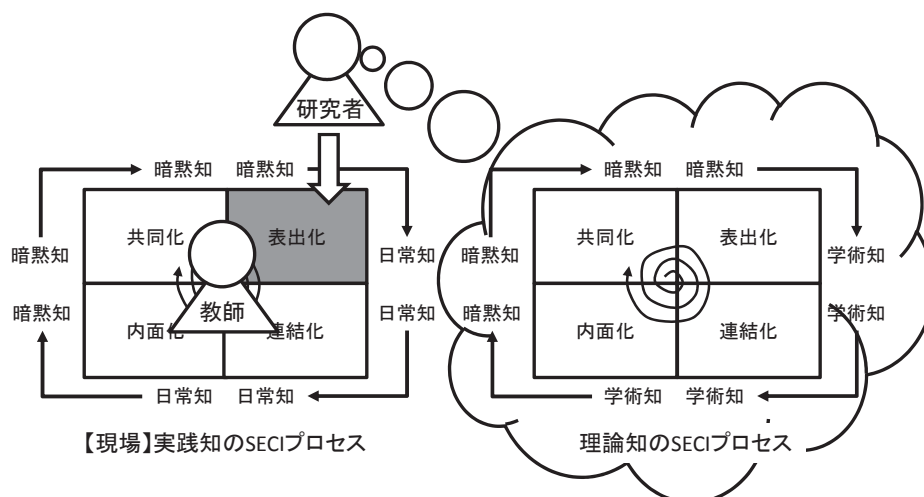 研究者
暗黙知 暗黙知
共同化 表出化
暗黙知 日常知
教師
暗黙知 日常知
内面化 連結化
日常知 日常知
【現場】実践知のSECIプロセス
暗黙知 暗黙知
共同化 表出化
暗黙知 学術知
暗黙知 学術知
内面化 連結化
学術知 学術知
理論知のSECIプロセス